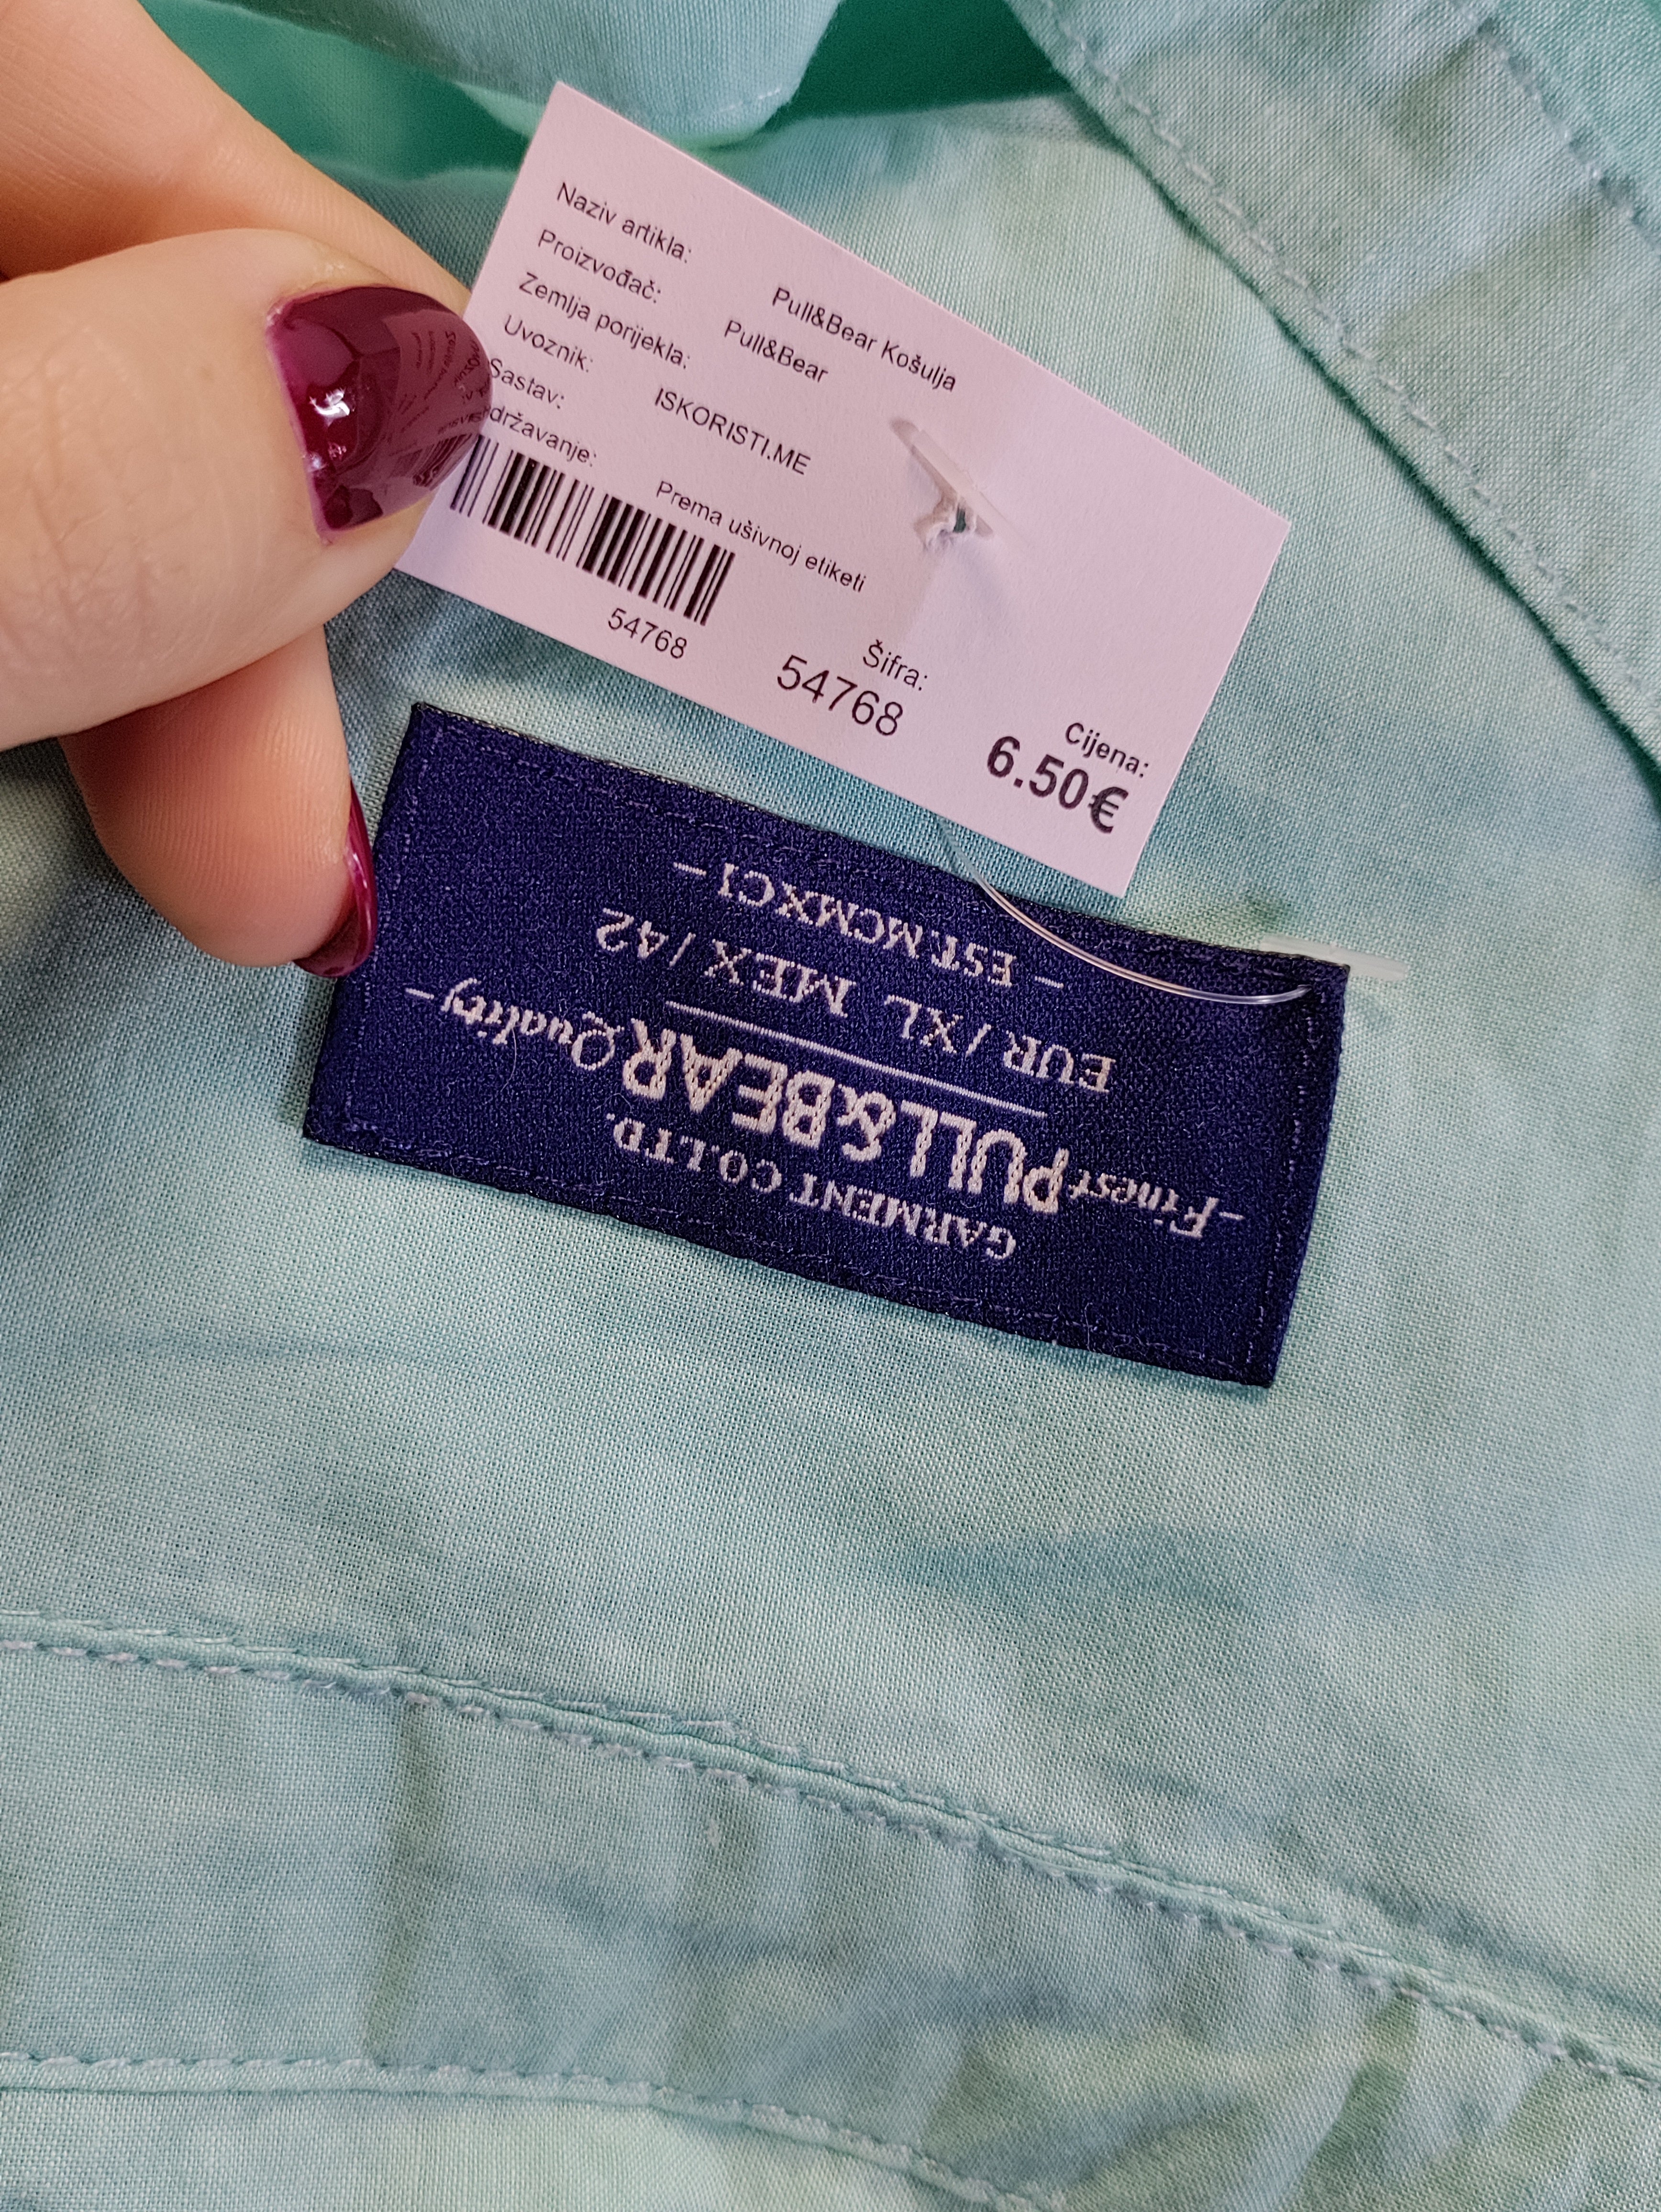 Naziv artikla: Pull&Bear Košulja
Proizvođač: Pull&Bear
Zemlja porijekla:
Uvoznik: ISKORISTI.ME
Sastav:
državanje: Prema ušivnoj etiketi
54768
Šifra:
54768
Cijena:
6.50€
GARMENT CO.LTD.
-Finest PULL&BEAR Quality-
EUR / XL MEX / 42
- EST.MCMXCI -